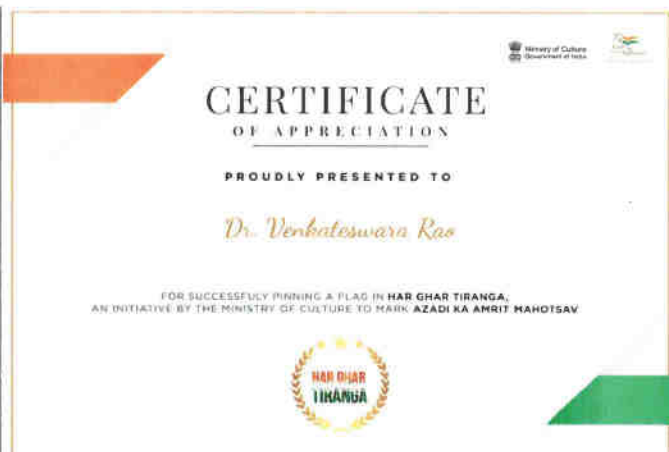 Ministry of Culture
Government of India
CERTIFICATE
OF APPRECIATION
PROUDLY PRESENTED TO
Dr. Venkateswara Rao
FOR SUCCESSFULY PINNING A FLAG IN HAR GHAR TIRANGA,
AN INITIATIVE BY THE MINISTRY OF CULTURE TO MARK AZADI KA AMRIT MAHOTSAV
HAR GHAR
TIRANGA